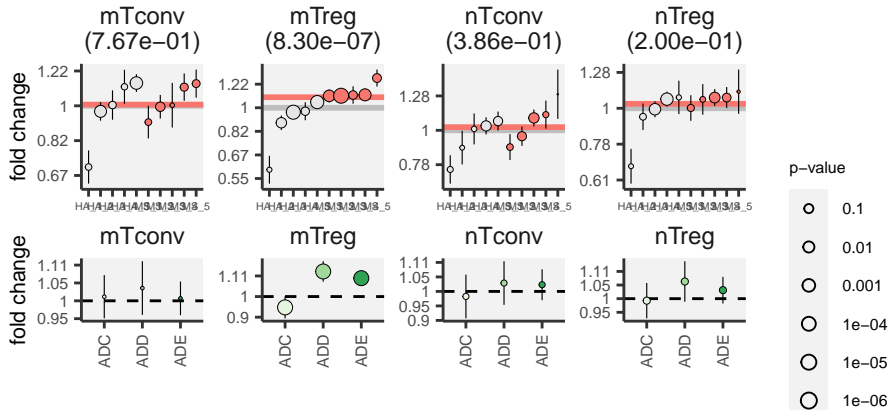 mTconv mTreg nTconv nTreg
(7.67e−01) (8.30e−07) (3.86e−01) (2.00e−01)
fold change
1.22
1
0.82
0.67
1.22
1
0.82
0.67
0.55
1.28
1
0.78
1.28
1
0.78
0.61
mTconv mTreg nTconv nTreg
fold change
1.11
1.05
1
0.95
1.11
1
0.9
1.11
1.05
1
0.95
1.11
1.05
1
0.95
ADC ADD ADE
ADC ADD ADE
ADC ADD ADE
ADC ADD ADE
p−value
0.1
0.01
0.001
1e−04
1e−05
1e−06